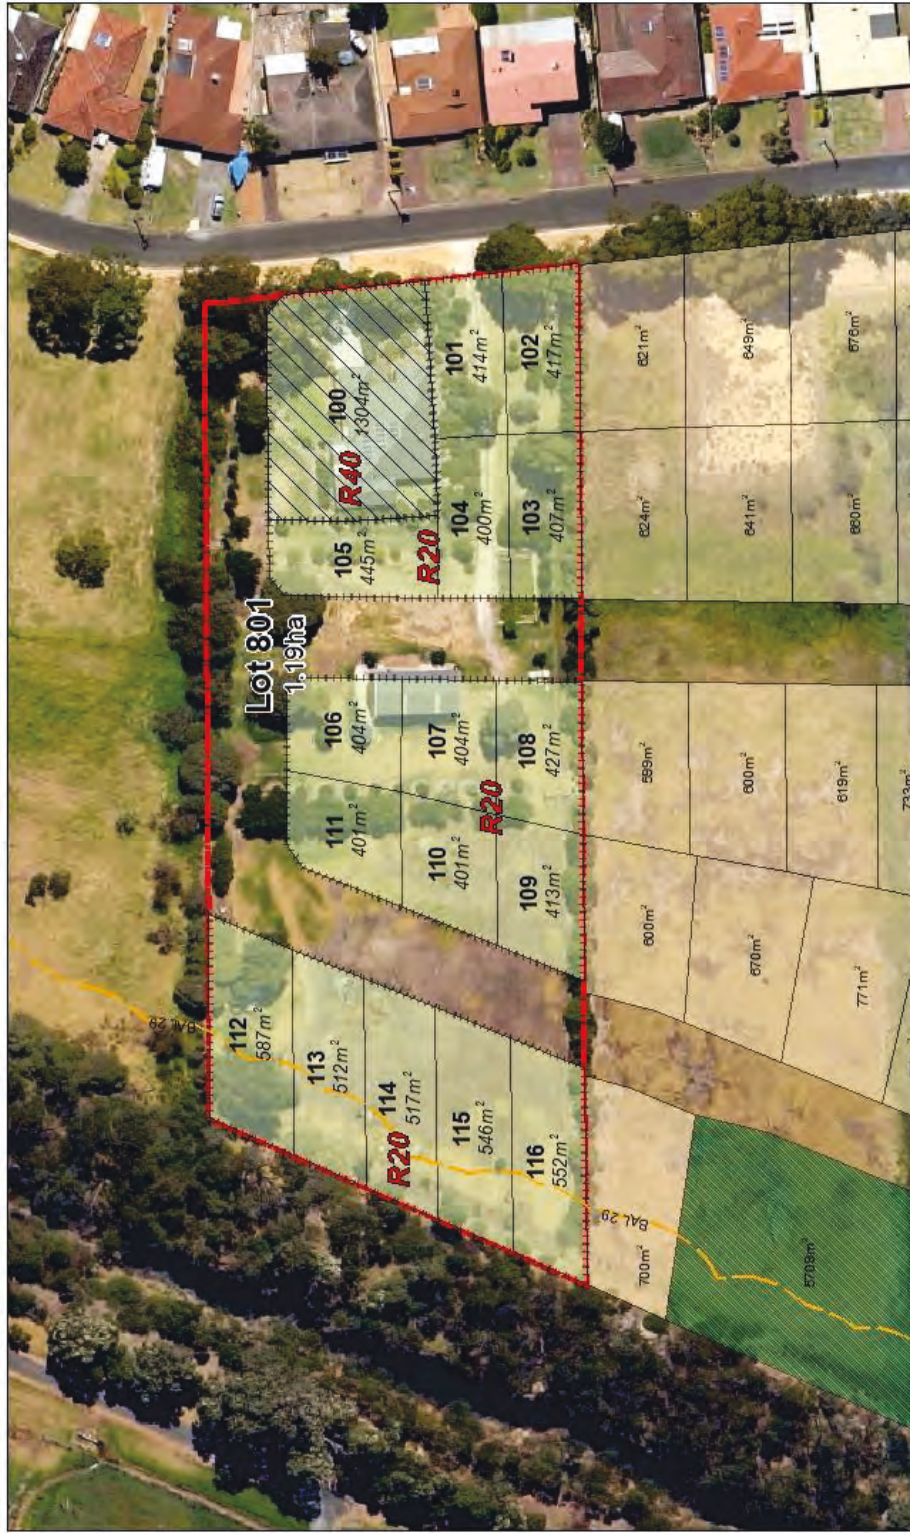 Lot 801
1.19ha
100
1304m²
R40
101
414m²
102
417m²
103
407m²
104
400m²
105
445m²
R20
106
404m²
107
404m²
108
427m²
R20
109
413m²
110
401m²
111
401m²
112
587m²
113
512m²
114
517m²
R20
115
546m²
116
552m²
BAL 29
BAL 29
621m²
649m²
676m²
624m²
641m²
660m²
599m²
600m²
619m²
733m²
600m²
670m²
771m²
700m²
5709m²